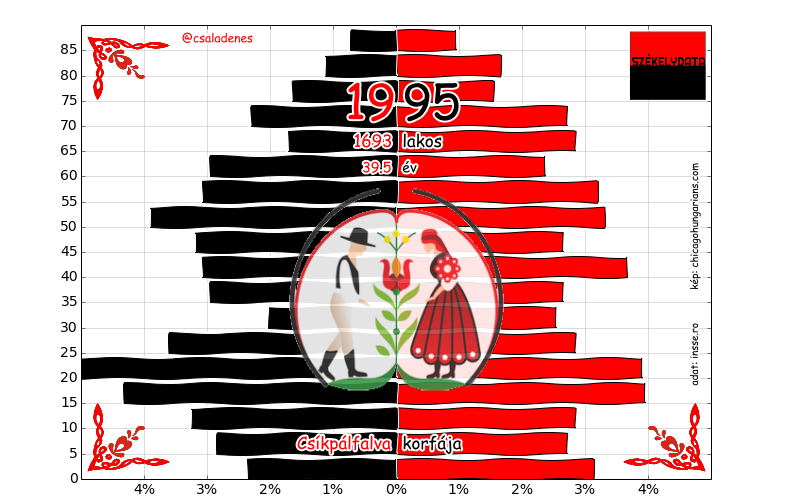 @csaladenes
SZÉKELYDATA
1995
1693 lakos
39.5 év
kép: chicagohungarians.com
adat: insse.ro
Csíkpálfalva korfája
85
80
75
70
65
60
55
50
45
40
35
30
25
20
15
10
5
0
4% 3% 2% 1% 0% 1% 2% 3% 4%